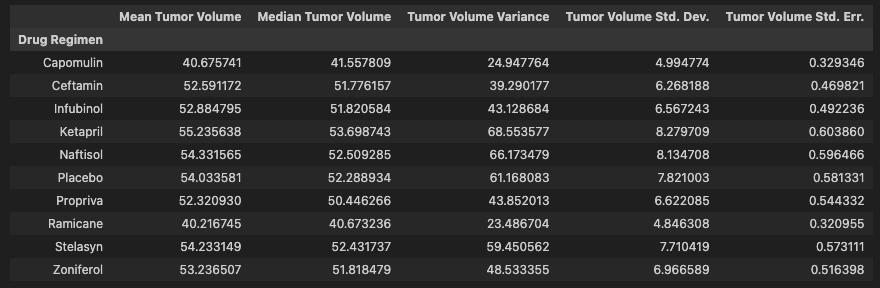 Mean Tumor Volume Median Tumor Volume Tumor Volume Variance Tumor Volume Std. Dev. Tumor Volume Std. Err.
Drug Regimen
Capomulin 40.675741 41.557809 24.947764 4.994774 0.329346
Ceftamin 52.591172 51.776157 39.290177 6.268188 0.469821
Infubinol 52.884795 51.820584 43.128684 6.567243 0.492236
Ketapril 55.235638 53.698743 68.553577 8.279709 0.603860
Naftisol 54.331565 52.509285 66.173479 8.134708 0.596466
Placebo 54.033581 52.288934 61.168083 7.821003 0.581331
Propriva 52.320930 50.446266 43.852013 6.622085 0.544332
Ramicane 40.216745 40.673236 23.486704 4.846308 0.320955
Stelasyn 54.233149 52.431737 59.450562 7.710419 0.573111
Zoniferol 53.236507 51.818479 48.533355 6.966589 0.516398